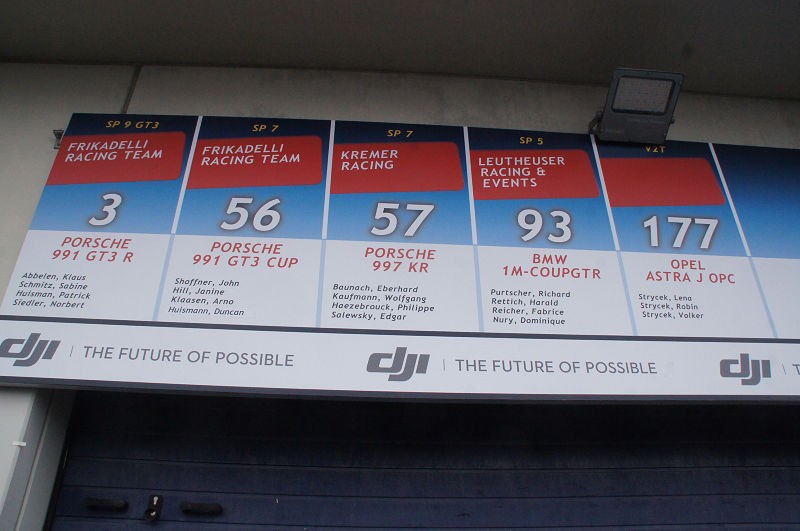 SP 9 GT3
FRIKADELLI
RACING TEAM
3
PORSCHE
991 GT3 R
Abbelen, Klaus
Schmitz, Sabine
Huisman, Patrick
Siedler, Norbert
SP 7
FRIKADELLI
RACING TEAM
56
PORSCHE
991 GT3 CUP
Shoffner, John
Hill, Janine
Klaasen, Arno
Huismann, Duncan
SP 7
KREMER
RACING
57
PORSCHE
997 KR
Baunach, Eberhard
Kaufmann, Wolfgang
Haezebrouck, Philippe
Salewsky, Edgar
SP 5
LEUTHEUSER
RACING &
EVENTS
93
BMW
1M-COUPGTR
Purtscher, Richard
Rettich, Harald
Reicher, Fabrice
Nury, Dominique
V2T
177
OPEL
ASTRA J OPC
Strycek, Lena
Strycek, Robin
Strycek, Volker
dji | THE FUTURE OF POSSIBLE
dji | THE FUTURE OF POSSIBLE
dji | T